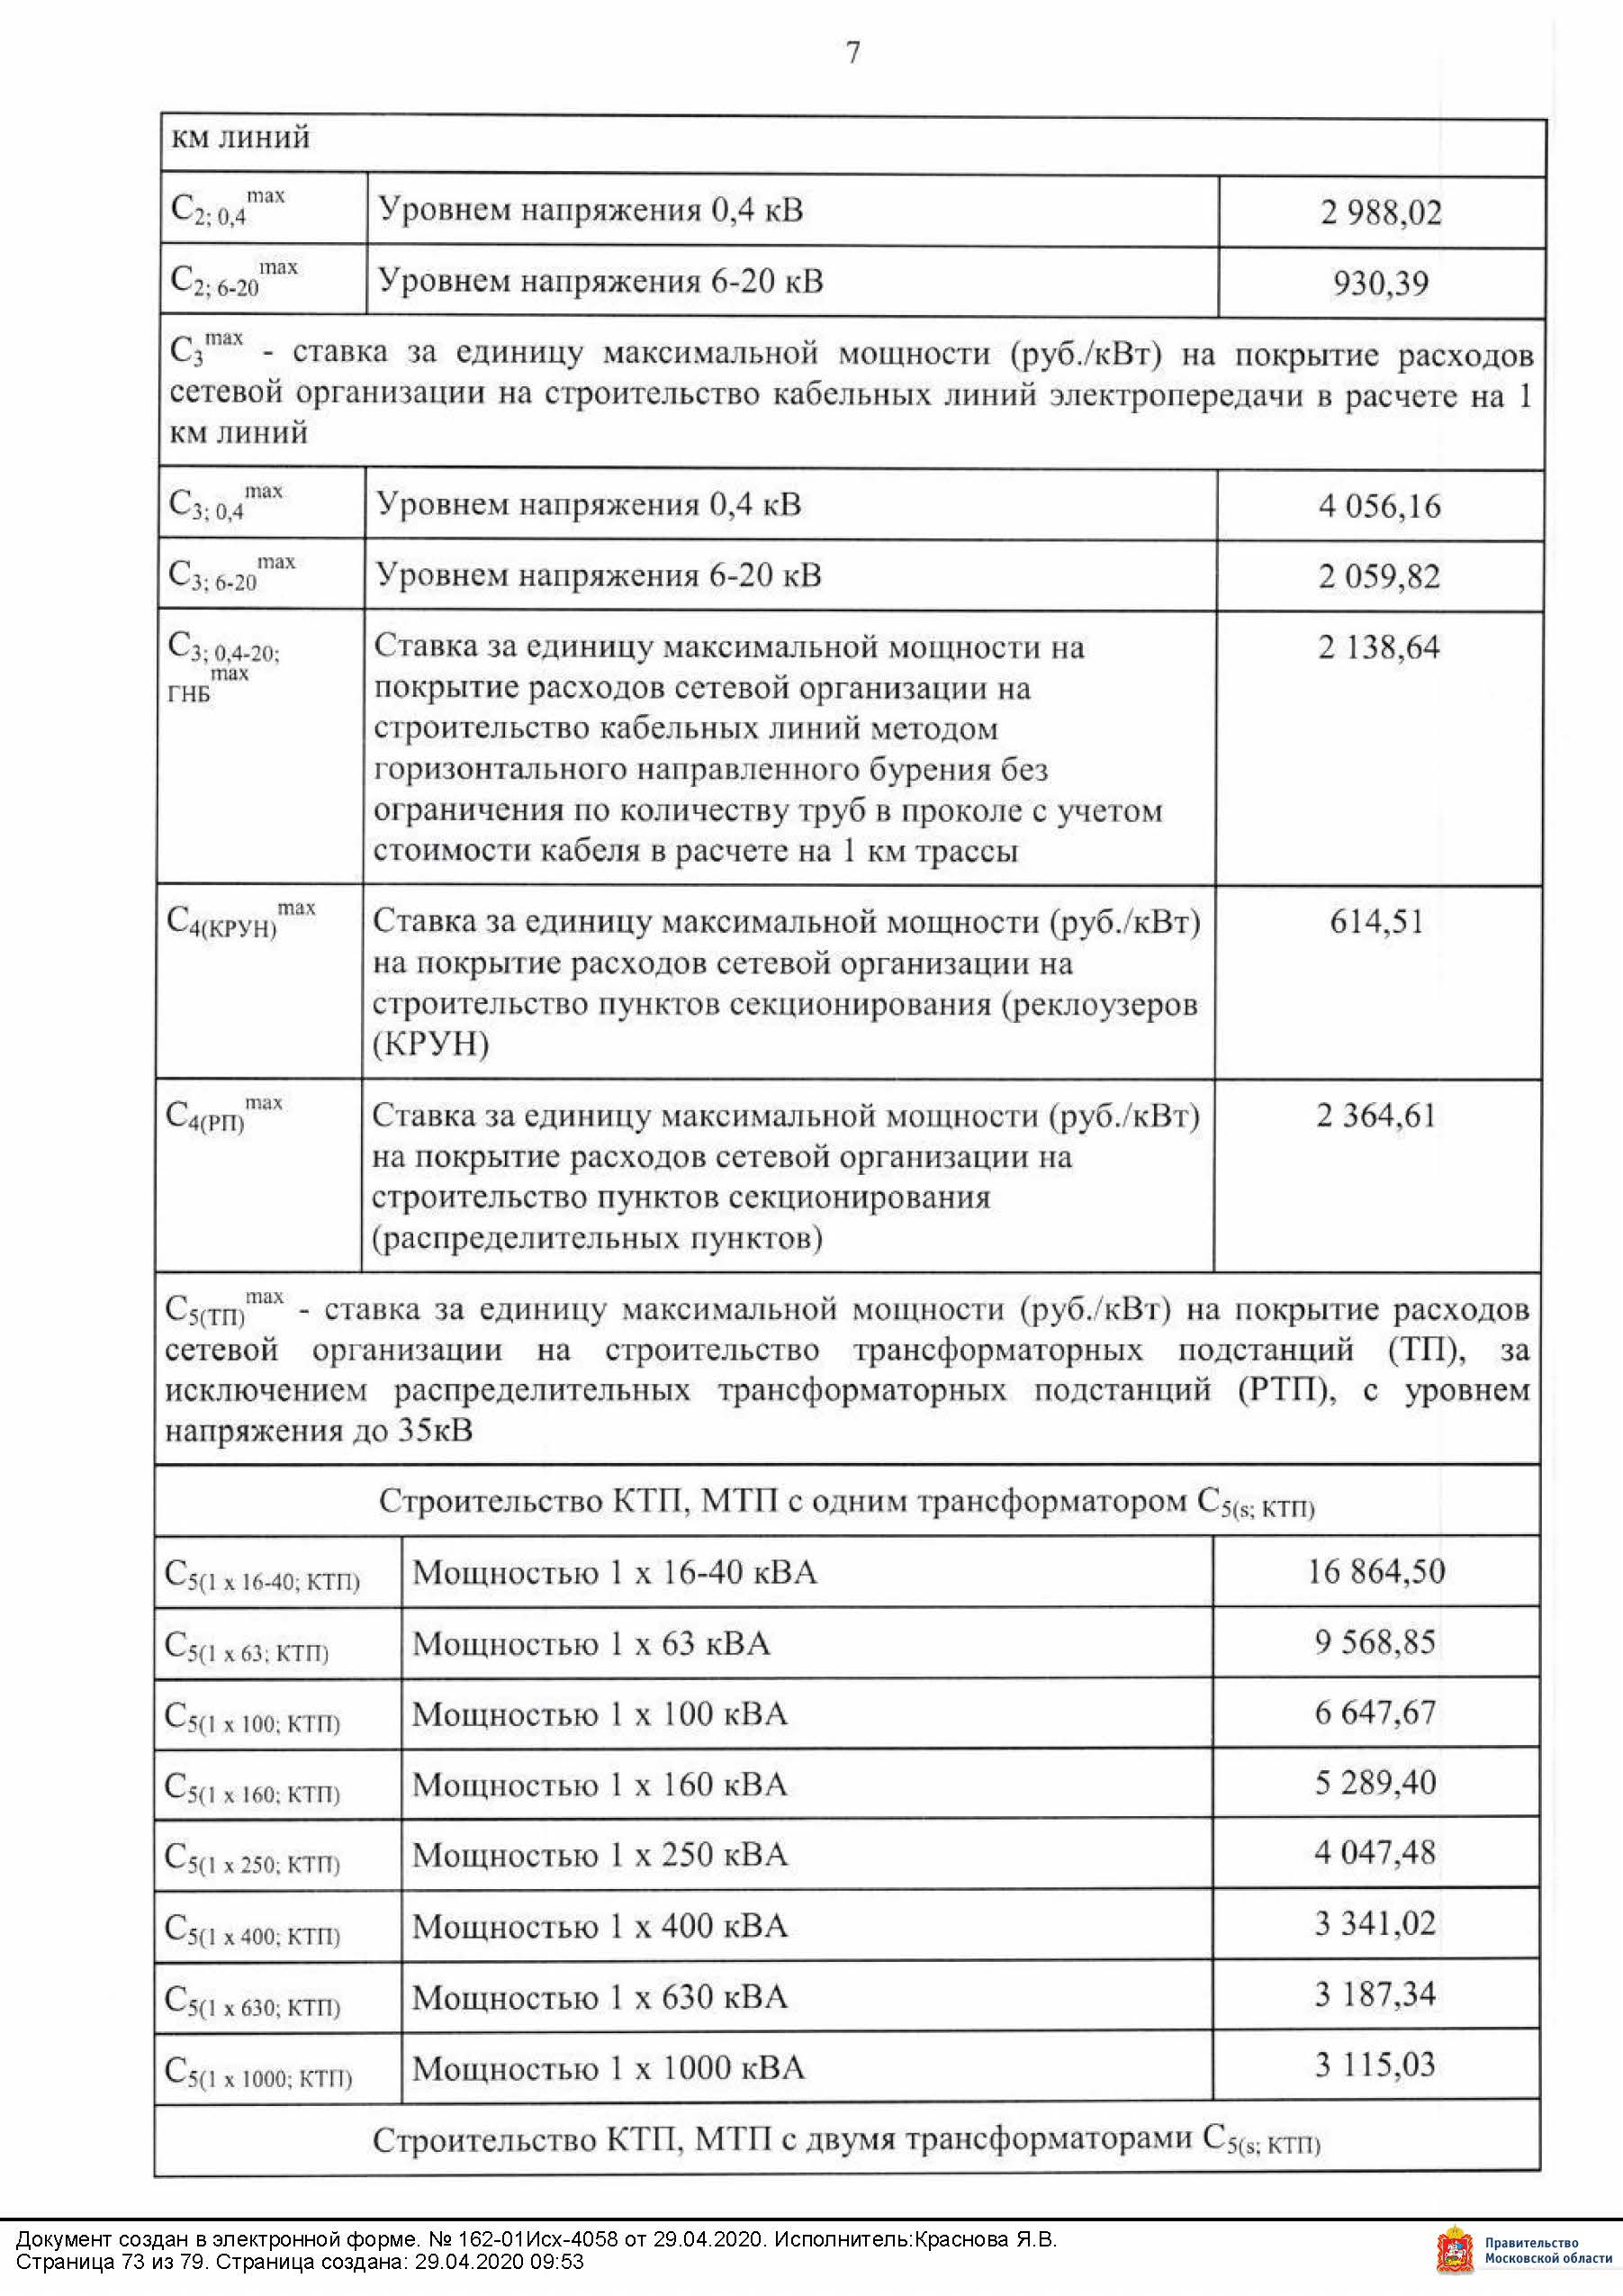 7
км линий
C2; 0,4 max Уровнем напряжения 0,4 кВ 2 988,02
C2; 6-20 max Уровнем напряжения 6-20 кВ 930,39
C3 max - ставка за единицу максимальной мощности (руб./кВт) на покрытие расходов
сетевой организации на строительство кабельных линий электропередачи в расчете на 1
км линий
C3; 0,4 max Уровнем напряжения 0,4 кВ 4 056,16
C3; 6-20 max Уровнем напряжения 6-20 кВ 2 059,82
C3; 0,4-20; ГНБ max Ставка за единицу максимальной мощности на 2 138,64
покрытие расходов сетевой организации на
строительство кабельных линий методом
горизонтального направленного бурения без
ограничения по количеству труб в проколе с учетом
стоимости кабеля в расчете на 1 км трассы
C4(КРУН) max Ставка за единицу максимальной мощности (руб./кВт) 614,51
на покрытие расходов сетевой организации на
строительство пунктов секционирования (реклоузеров
(КРУН)
C4(РП) max Ставка за единицу максимальной мощности (руб./кВт) 2 364,61
на покрытие расходов сетевой организации на
строительство пунктов секционирования
(распределительных пунктов)
C5(ТП) max - ставка за единицу максимальной мощности (руб./кВт) на покрытие расходов
сетевой организации на строительство трансформаторных подстанций (ТП), за
исключением распределительных трансформаторных подстанций (РТП), с уровнем
напряжения до 35кВ
Строительство КТП, МТП с одним трансформатором C5(s; КТП)
C5(1 x 16-40; КТП) Мощностью 1 x 16-40 кВА 16 864,50
C5(1 x 63; КТП) Мощностью 1 x 63 кВА 9 568,85
C5(1 x 100; КТП) Мощностью 1 x 100 кВА 6 647,67
C5(1 x 160; КТП) Мощностью 1 x 160 кВА 5 289,40
C5(1 x 250; КТП) Мощностью 1 x 250 кВА 4 047,48
C5(1 x 400; КТП) Мощностью 1 x 400 кВА 3 341,02
C5(1 x 630; КТП) Мощностью 1 x 630 кВА 3 187,34
C5(1 x 1000; КТП) Мощностью 1 x 1000 кВА 3 115,03
Строительство КТП, МТП с двумя трансформаторами C5(s; КТП)
Документ создан в электронной форме. № 162-01Исх-4058 от 29.04.2020. Исполнитель:Краснова Я.В.
Страница 73 из 79. Страница создана: 29.04.2020 09:53
Правительство
Московской области